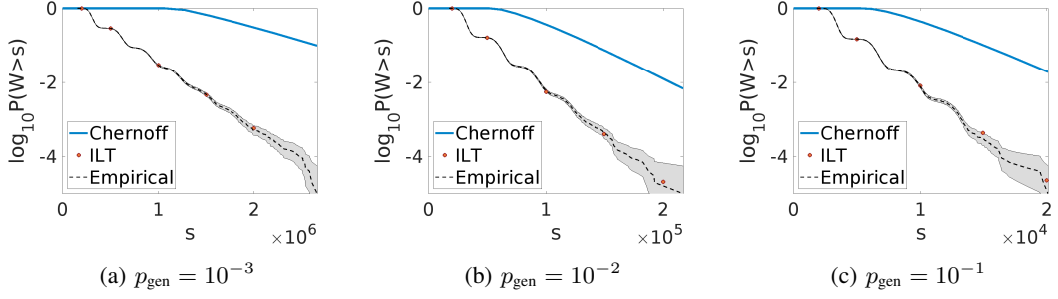 log10P(W>s)
0
-2
-4
Chernoff
ILT
Empirical
0
1
2
s
×10^6
(a) p_gen = 10^−3
log10P(W>s)
0
-2
-4
Chernoff
ILT
Empirical
0
1
2
s
×10^5
(b) p_gen = 10^−2
log10P(W>s)
0
-2
-4
Chernoff
ILT
Empirical
0
1
2
s
×10^4
(c) p_gen = 10^−1